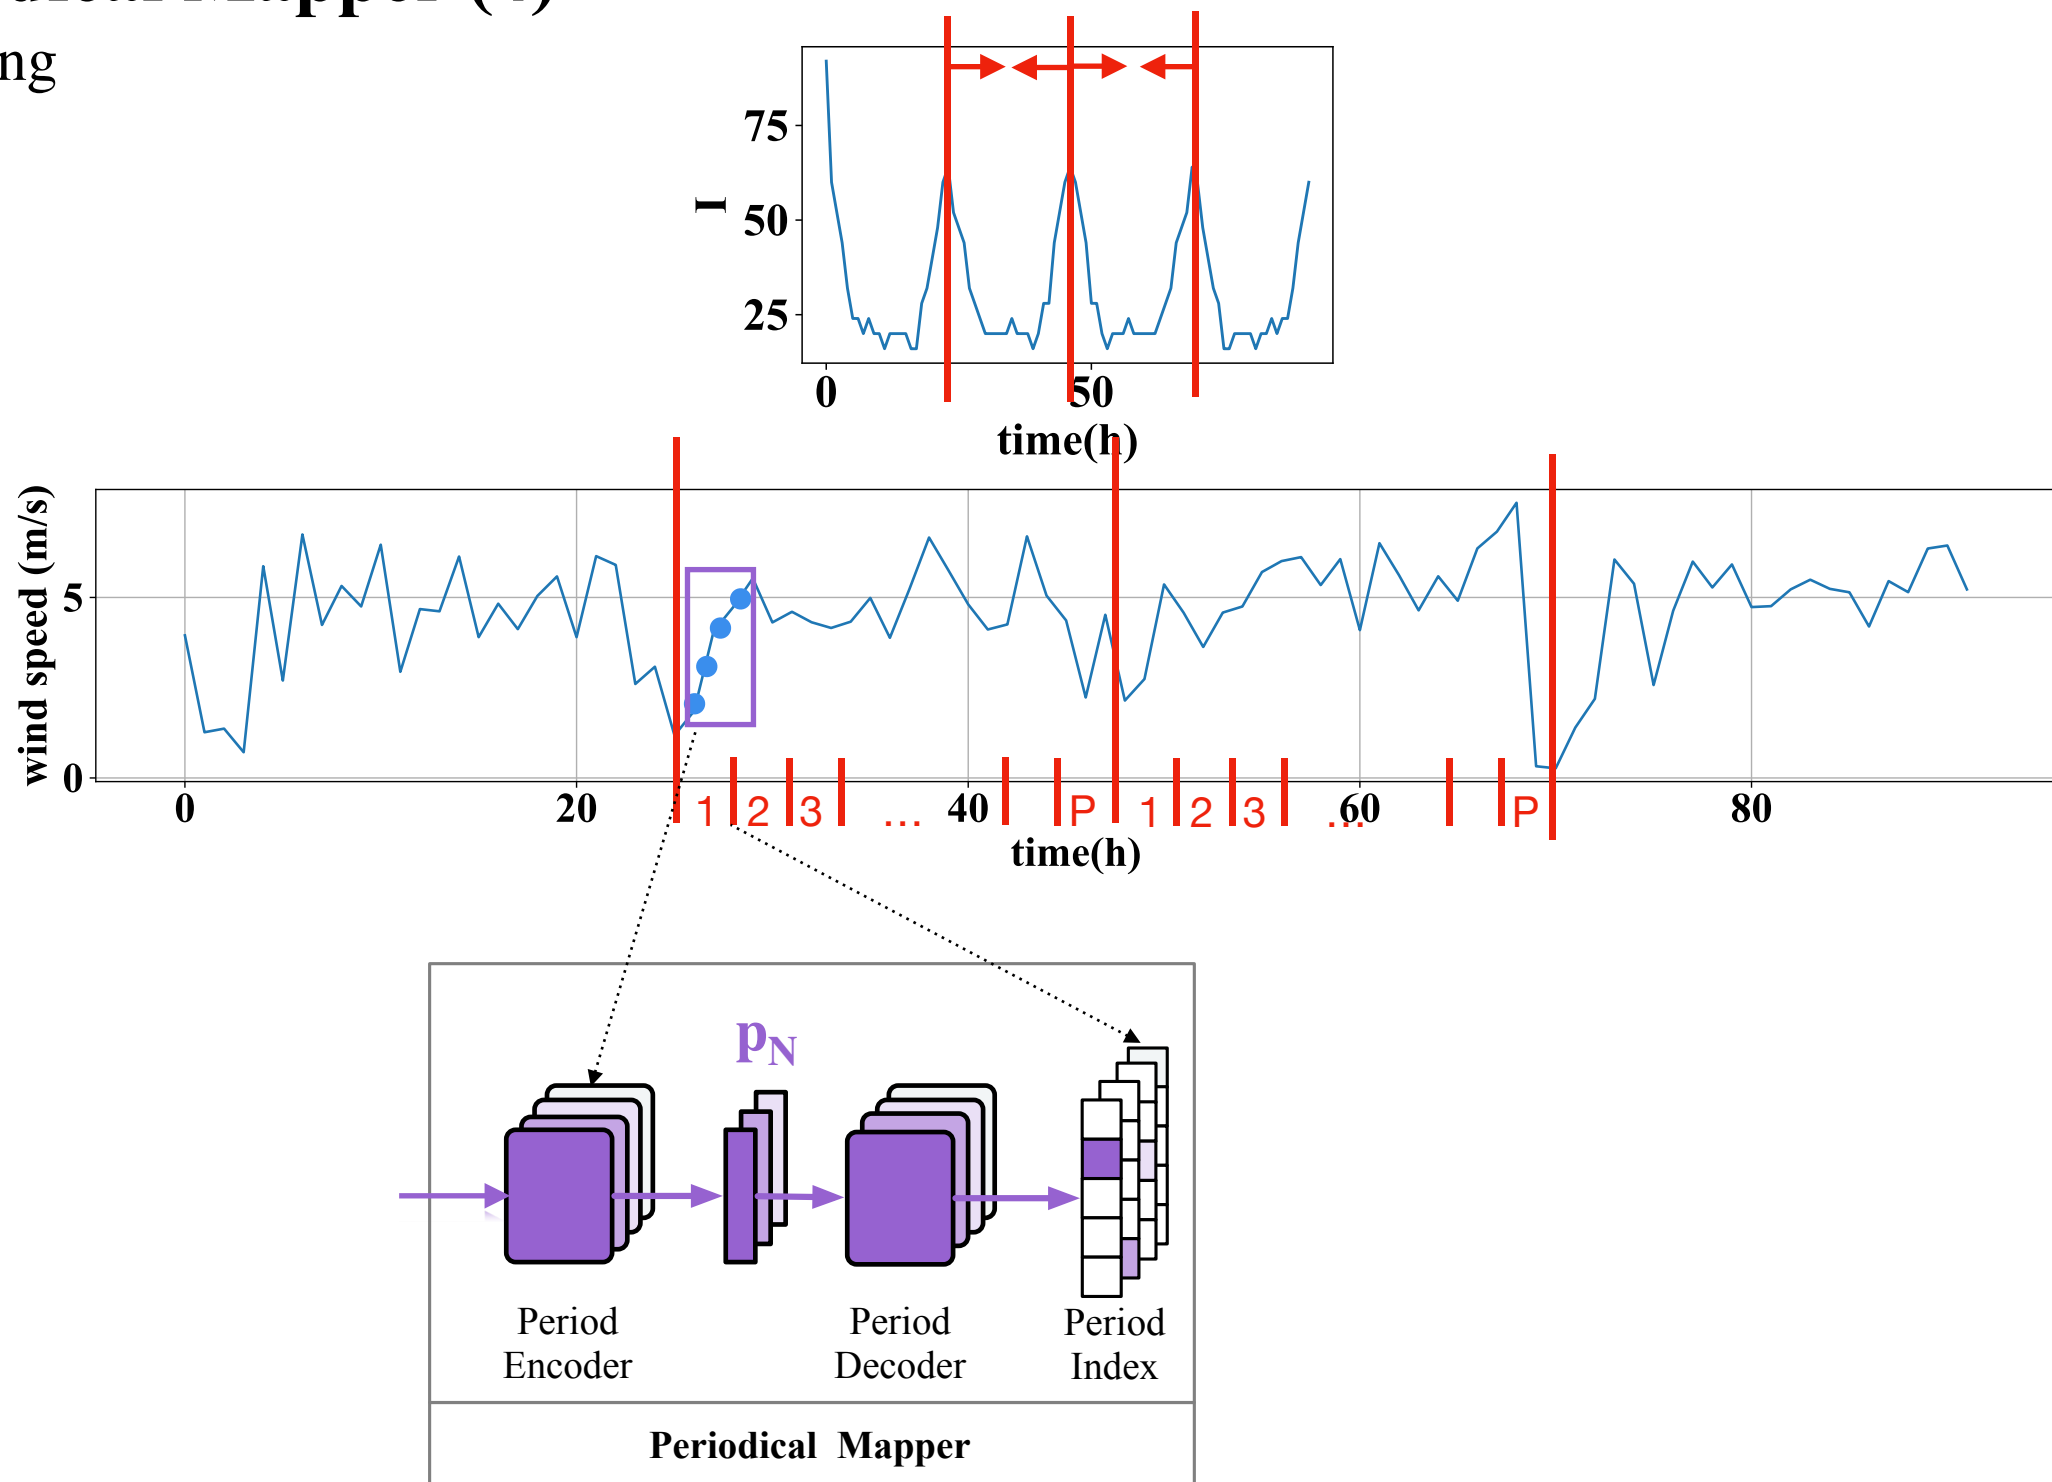 ng
75
50
25
I
0 50
time(h)
wind speed (m/s)
5
0
0 20 40 60 80
1 2 3 ... P 1 2 3 ... P
time(h)
pN
Period Encoder
Period Decoder
Period Index
Periodical Mapper